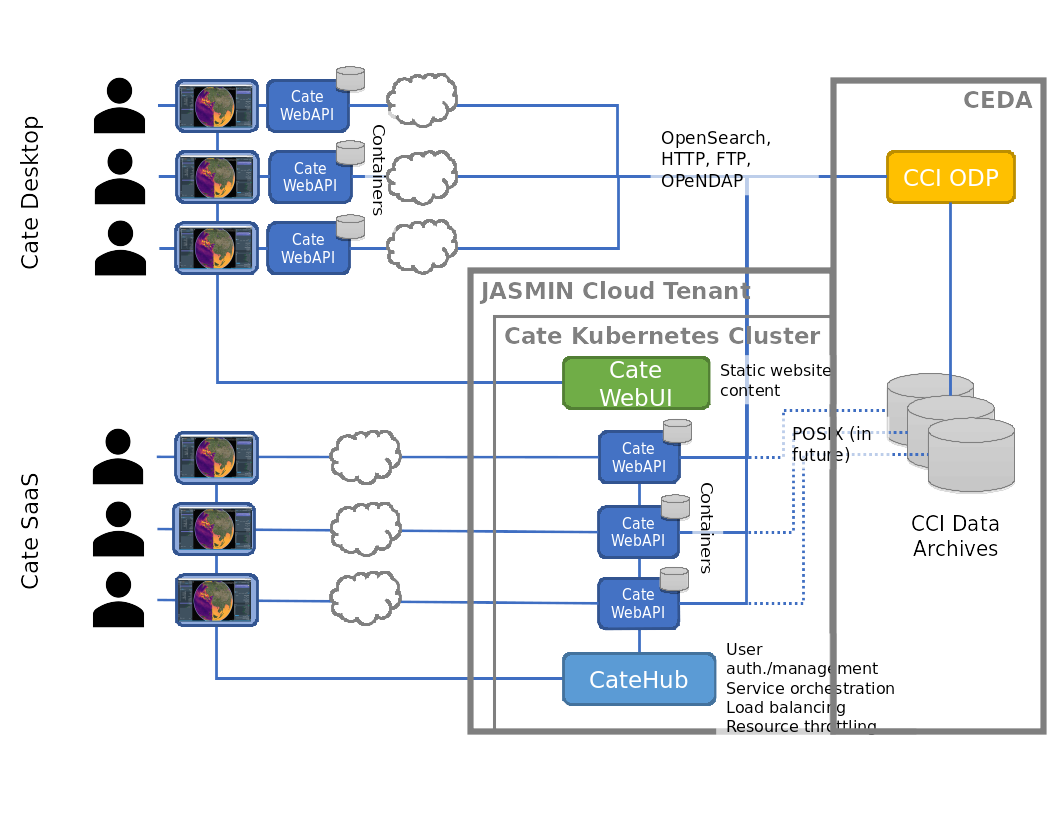 Cate Desktop
Cate
WebAPI
Cate
WebAPI
Cate
WebAPI
Containers
OpenSearch,
HTTP, FTP,
OPeNDAP
CEDA
CCI ODP
JASMIN Cloud Tenant
Cate Kubernetes Cluster
Cate
WebUI
Static website
content
Cate SaaS
Cate
WebAPI
Cate
WebAPI
Cate
WebAPI
Containers
POSIX (in
future)
CCI Data
Archives
CateHub
User
auth./management
Service orchestration
Load balancing
Resource throttling